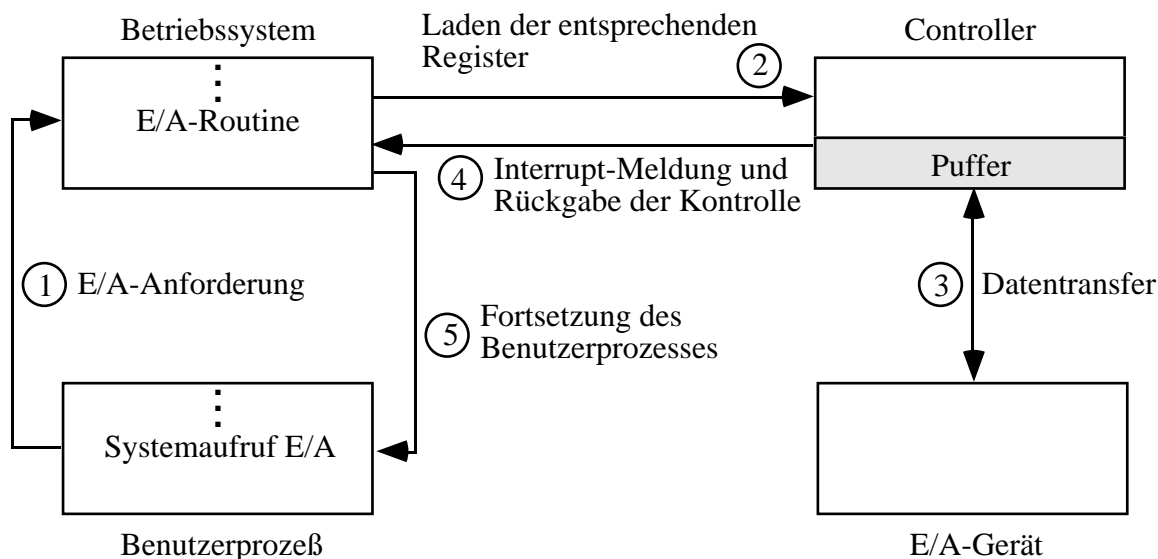 Betriebssystem
Laden der entsprechenden
Register
Controller
2
E/A-Routine
4
Interrupt-Meldung und
Rückgabe der Kontrolle
Puffer
1
E/A-Anforderung
3
Datentransfer
5
Fortsetzung des
Benutzerprozesses
Systemaufruf E/A
Benutzerprozeß
E/A-Gerät